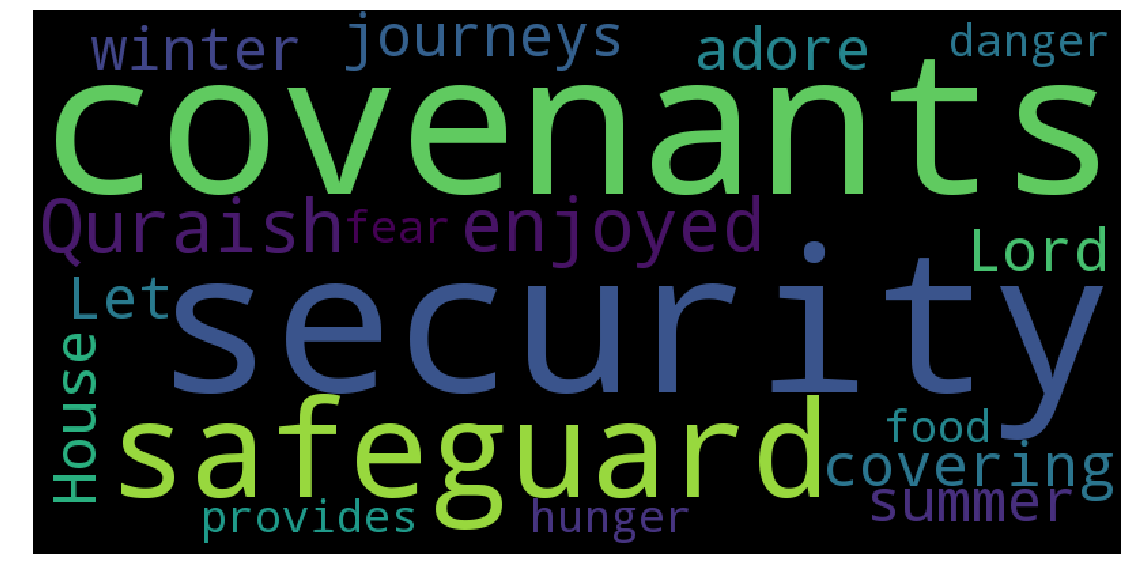 winter journeys adore danger
covenants
Quraish fear enjoyed Lord
Let security
House safeguard food
covering
provides hunger summer